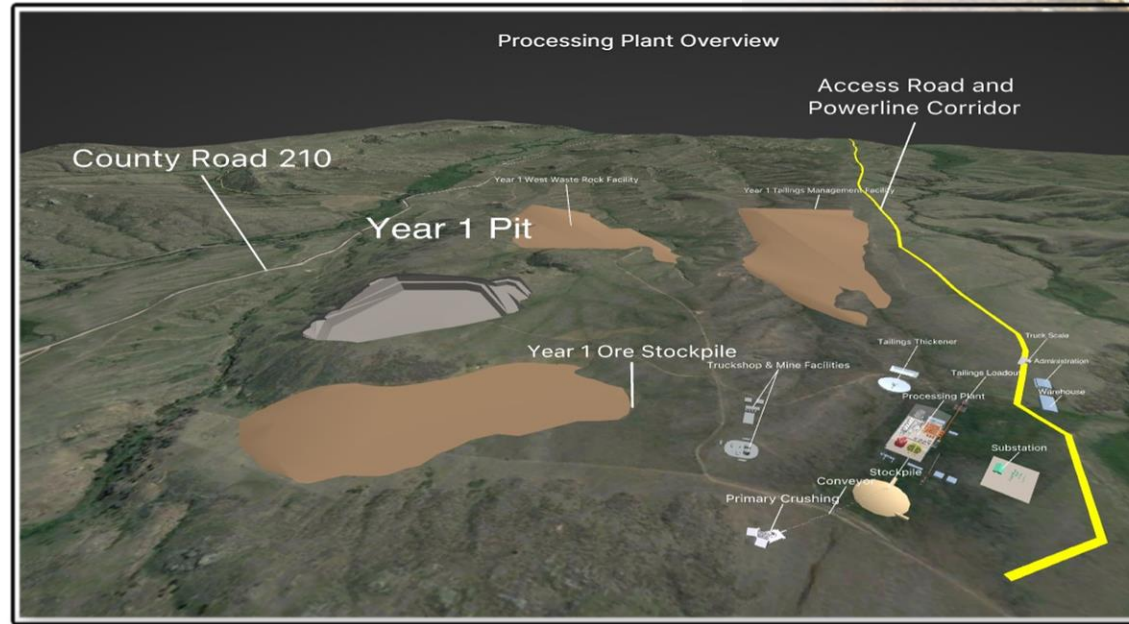 Processing Plant Overview
Access Road and
Powerline Corridor
County Road 210
Year 1 West Waste Rock Facility
Year 1 Tailings Management Facility
Year 1 Pit
Truck Scale
Tailings Thickener
Administration
Year 1 Ore Stockpile
Truckshop & Mine Facilities
Tailings Loadout
Warehouse
Processing Plant
Substation
Stockpile
Conveyor
Primary Crushing